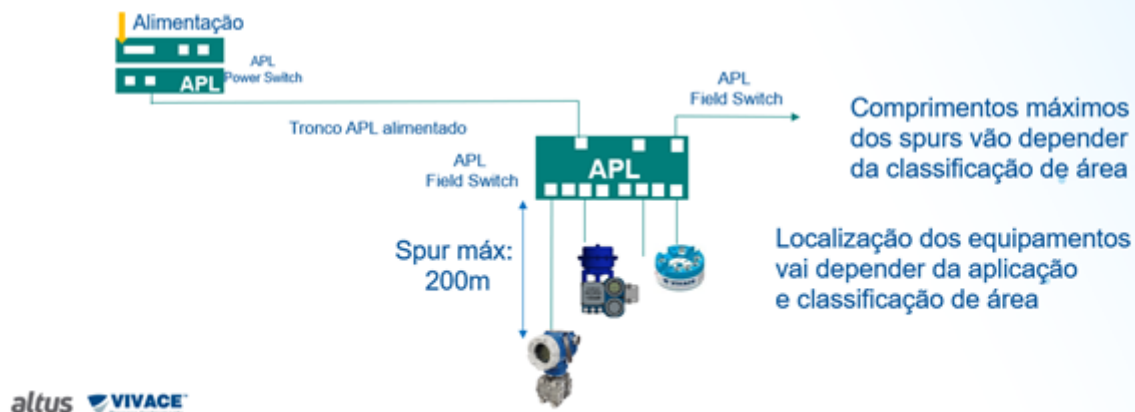 Alimentação
APL
Power Switch
APL
Tronco APL alimentado
APL
Field Switch
APL
Field Switch
APL
Comprimentos máximos
dos spurs vão depender
da classificação de área
Spur máx:
200m
Localização dos equipamentos
vai depender da aplicação
e classificação de área
VIVACE
altus VIVACE